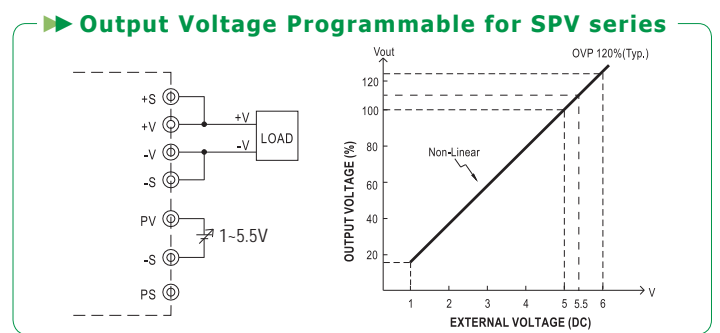 Output Voltage Programmable for SPV series
+S
+V
-V
-S
PV
-S
PS
+V
-V
LOAD
1~5.5V
Vout
OVP 120%(Typ.)
OUTPUT VOLTAGE (%)
120
100
80
60
40
20
Non-Linear
1 2 3 4 5 5.5 6
V
EXTERNAL VOLTAGE (DC)